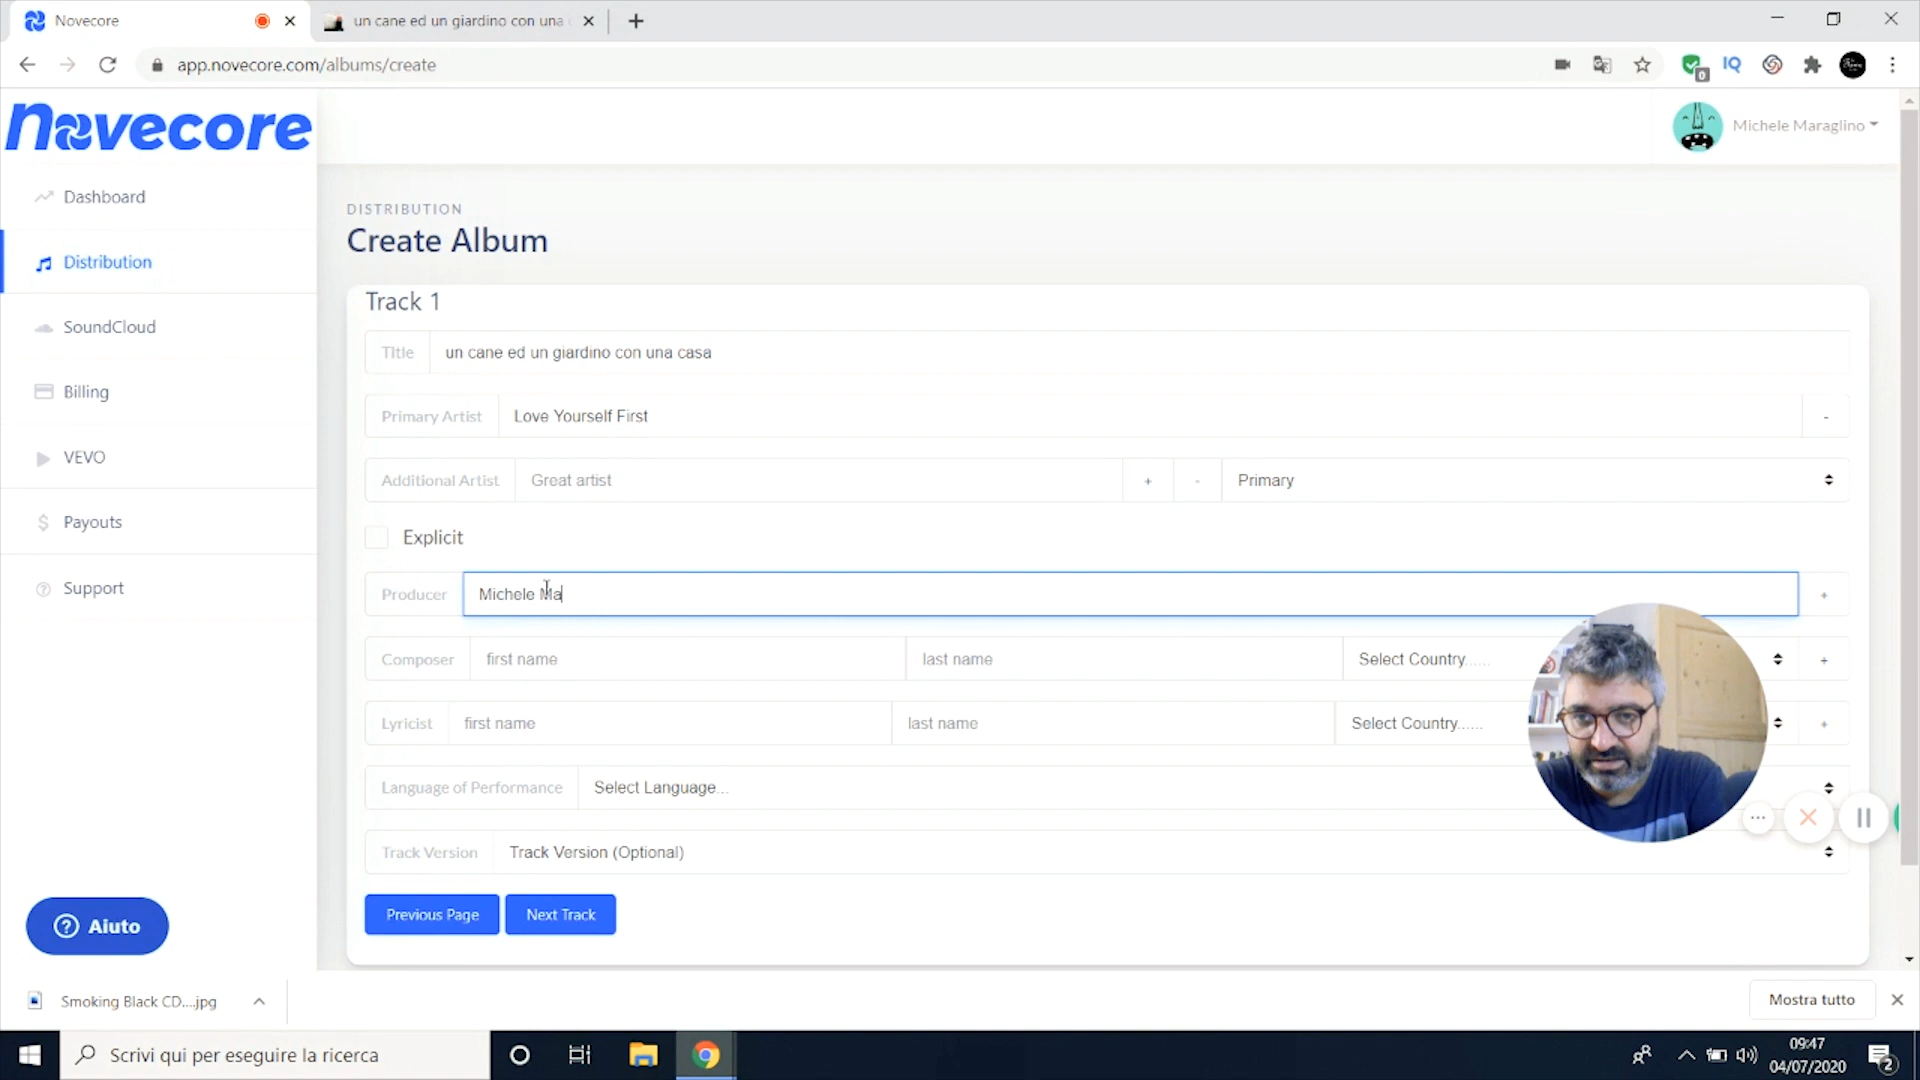 Novecore
un cane ed un giardino con una
app.novecore.com/albums/create
0
IQ
Novecore
Michele Maraglino
Dashboard
Distribution
SoundCloud
Billing
VEVO
Payouts
Support
Aiuto
DISTRIBUTION
Create Album
Track 1
Title un cane ed un giardino con una casa
Primary Artist Love Yourself First -
Additional Artist Great artist + - Primary
Explicit
Producer Michele Ma +
Composer first name last name Select Country...... +
Lyricist first name last name Select Country...... +
Language of Performance Select Language...
Track Version Track Version (Optional)
Previous Page Next Track
Smoking Black CD....jpg
Mostra tutto
Scrivi qui per eseguire la ricerca
09:47
04/07/2020
2